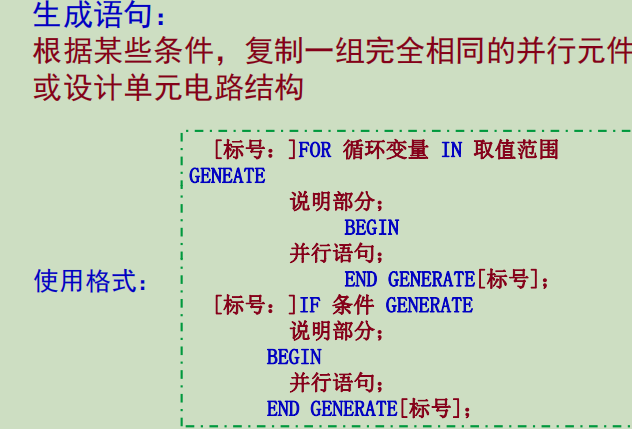 生成语句:
根据某些条件，复制一组完全相同的并行元件
或设计单元电路结构
[标号: ]FOR 循环变量 IN 取值范围
GENEATE
说明部分;
BEGIN
并行语句;
END GENERATE[标号];
使用格式:
[标号: ]IF 条件 GENERATE
说明部分;
BEGIN
并行语句;
END GENERATE[标号];